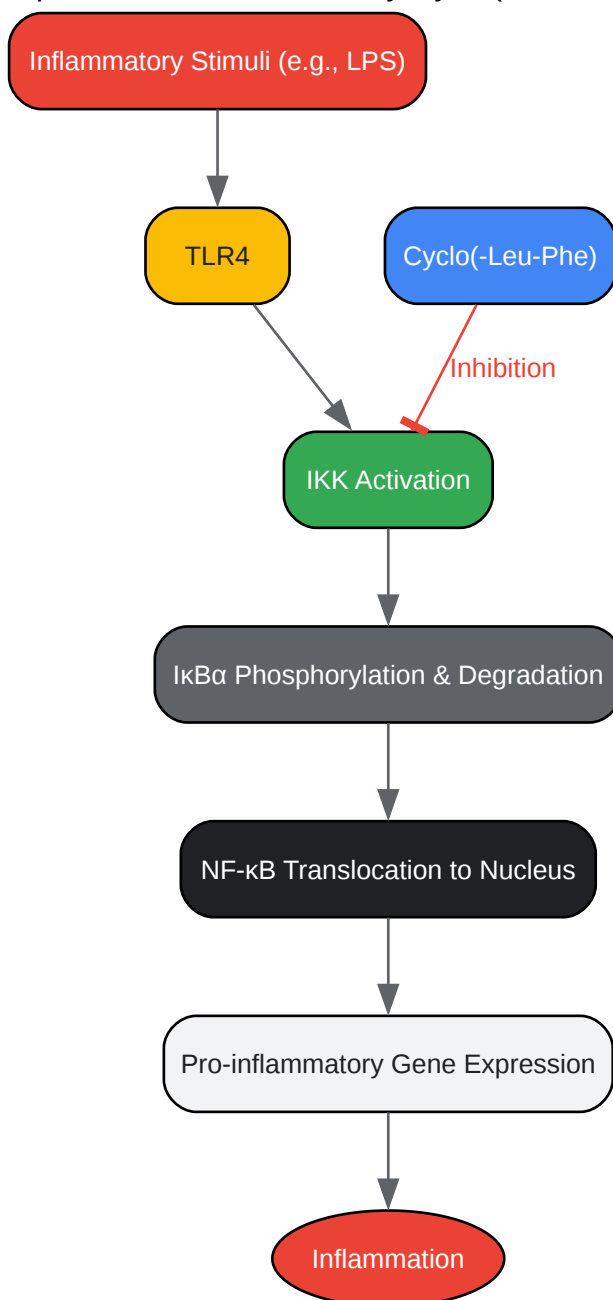 Inflammatory Stimuli (e.g., LPS)
TLR4
Cyclo(-Leu-Phe)
Inhibition
IKK Activation
IκBα Phosphorylation & Degradation
NF-κB Translocation to Nucleus
Pro-inflammatory Gene Expression
Inflammation